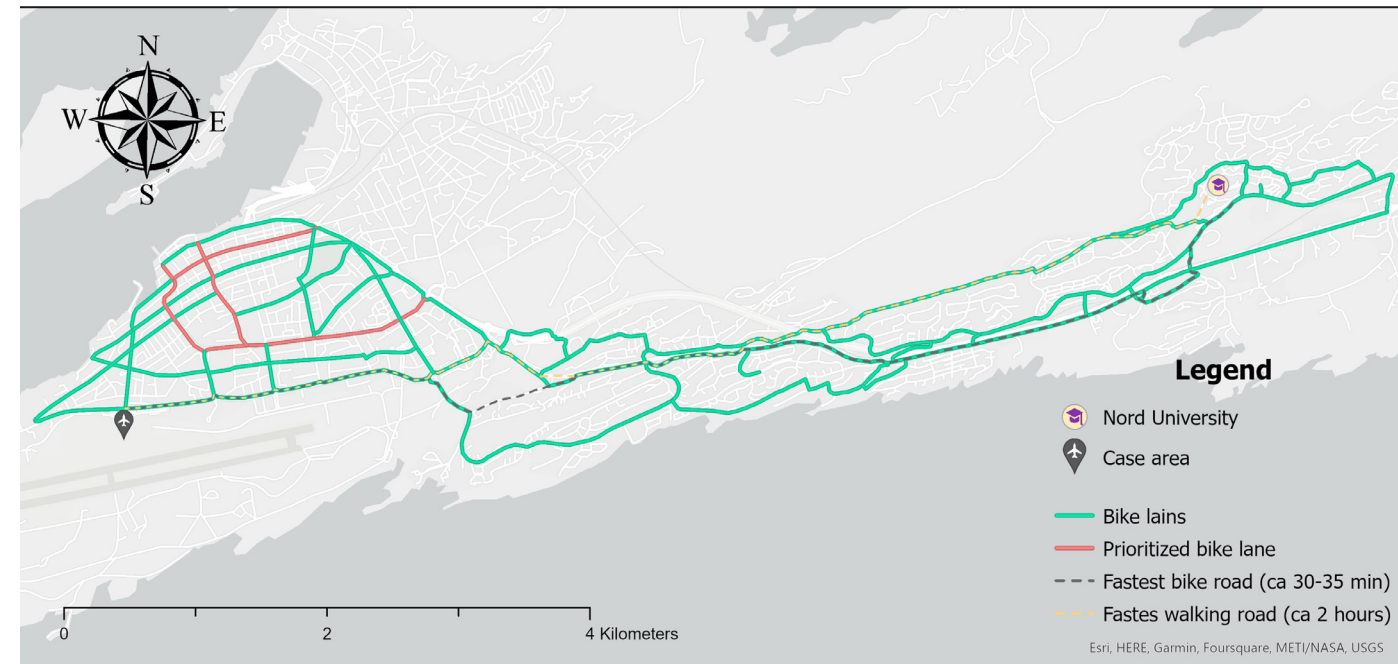 N
W
E
S
Legend
Nord University
Case area
Bike lains
Prioritized bike lane
Fastest bike road (ca 30-35 min)
Fastes walking road (ca 2 hours)
0
2
4 Kilometers
Esri, HERE, Garmin, Foursquare, METI/NASA, USGS